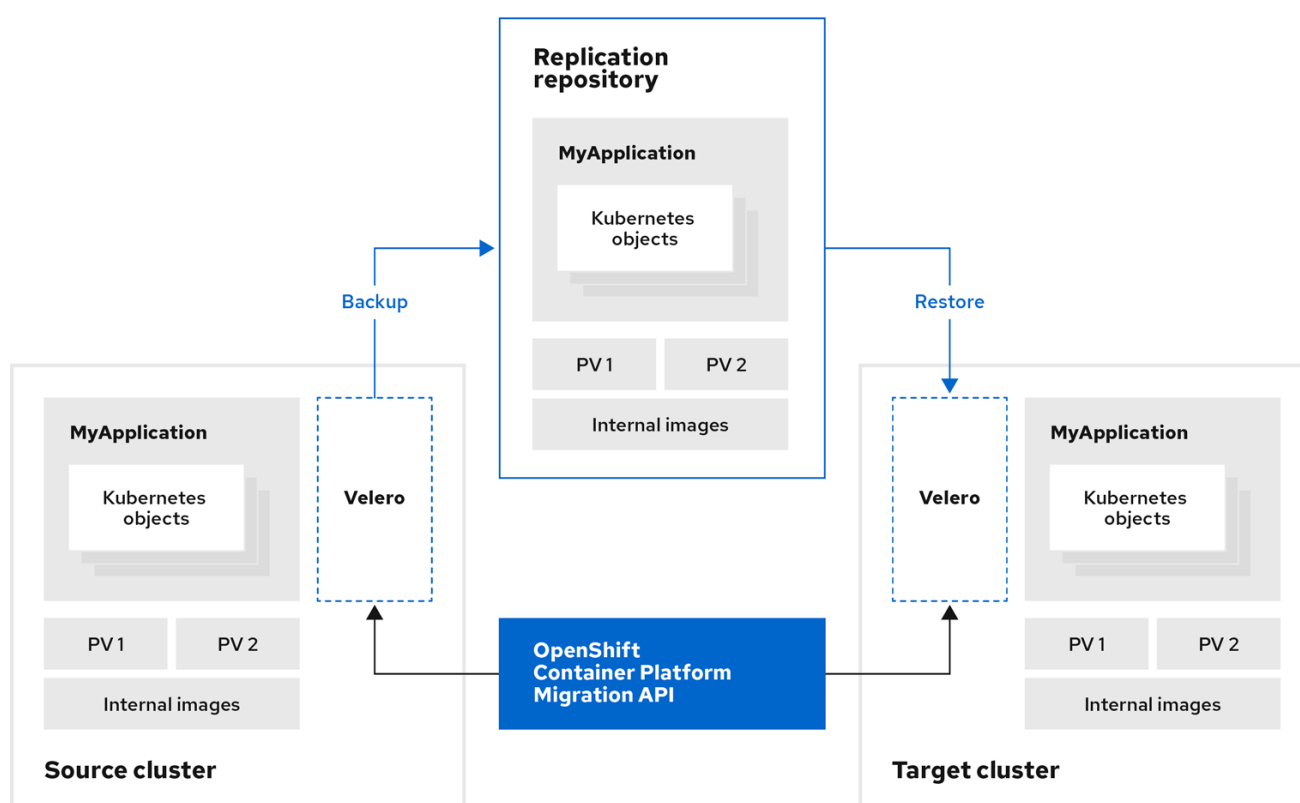 Replication
repository
MyApplication
Kubernetes
objects
PV 1
PV 2
Internal images
Backup
Restore
MyApplication
Kubernetes
objects
Velero
PV 1
PV 2
Internal images
Source cluster
OpenShift
Container Platform
Migration API
Velero
MyApplication
Kubernetes
objects
PV 1
PV 2
Internal images
Target cluster